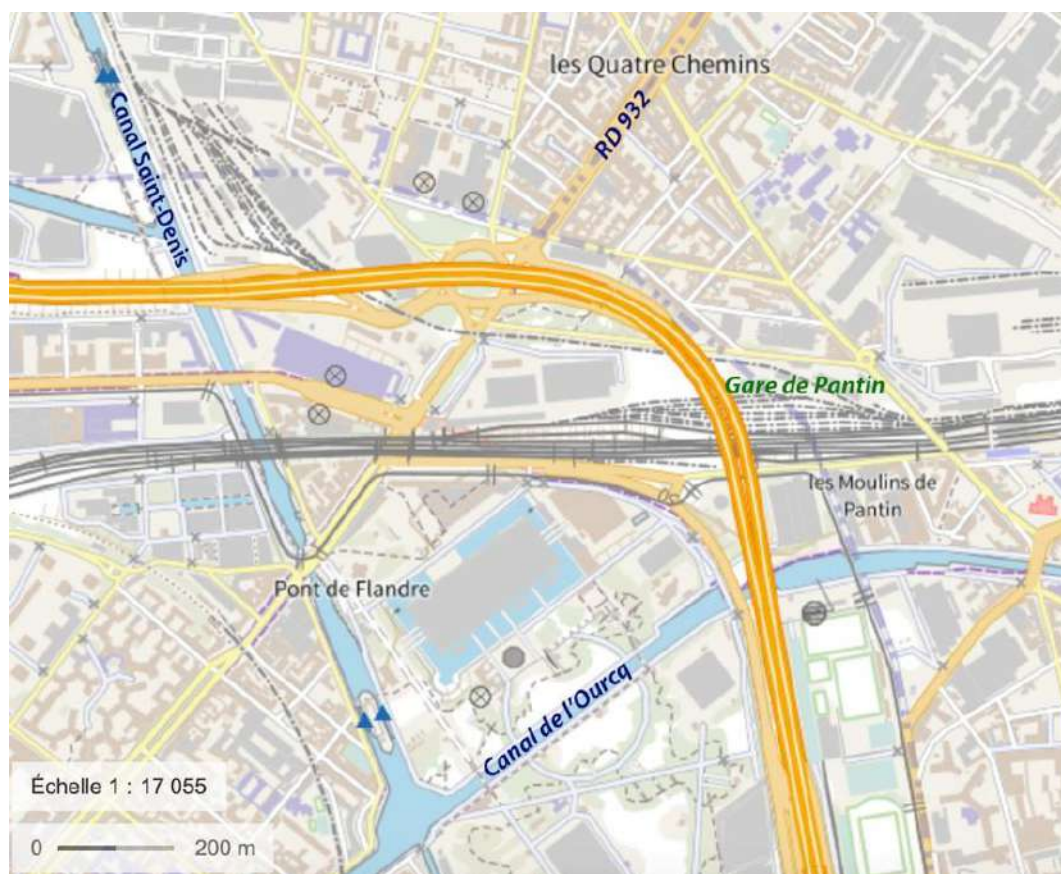 les Quatre Chemins
RD 932
Canal Saint-Denis
Gare de Pantin
les Moulins de
Pantin
Pont de Flandre
Canal de l'Ourcq
Échelle 1 : 17 055
0 200 m